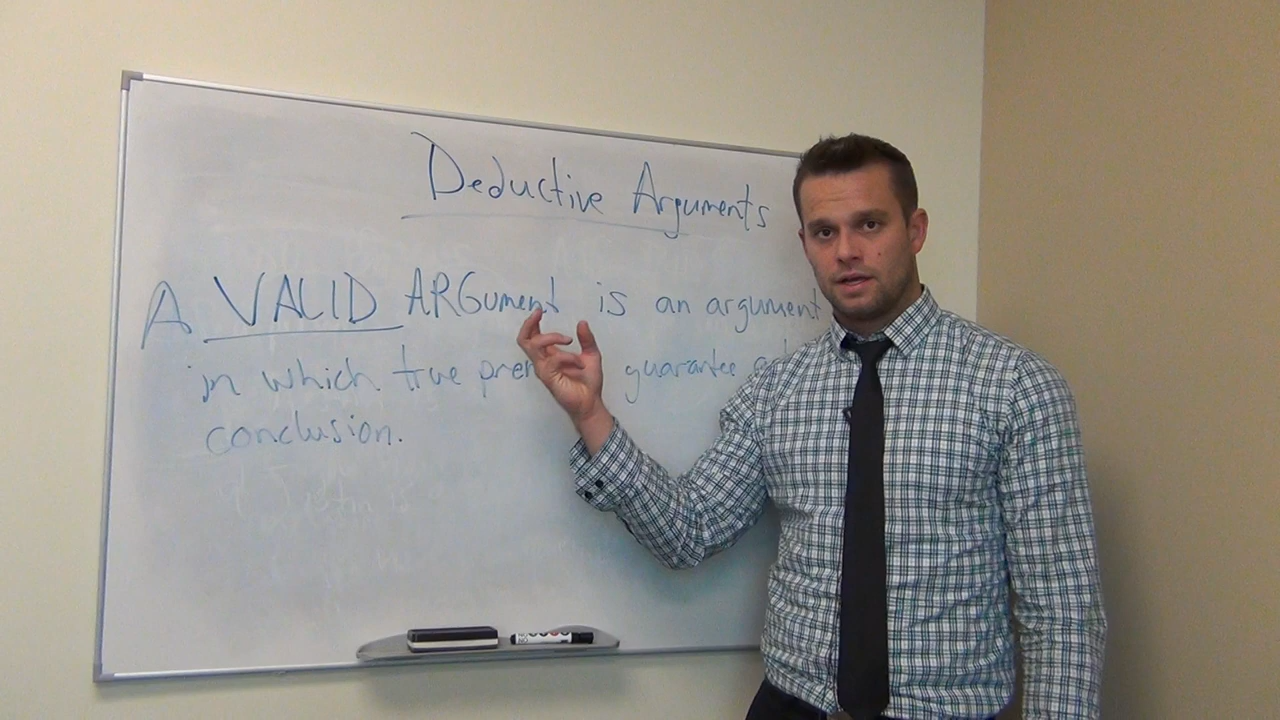 Deductive Arguments
A VALID ARGument is an argument
in which true guarantee
conclusion.